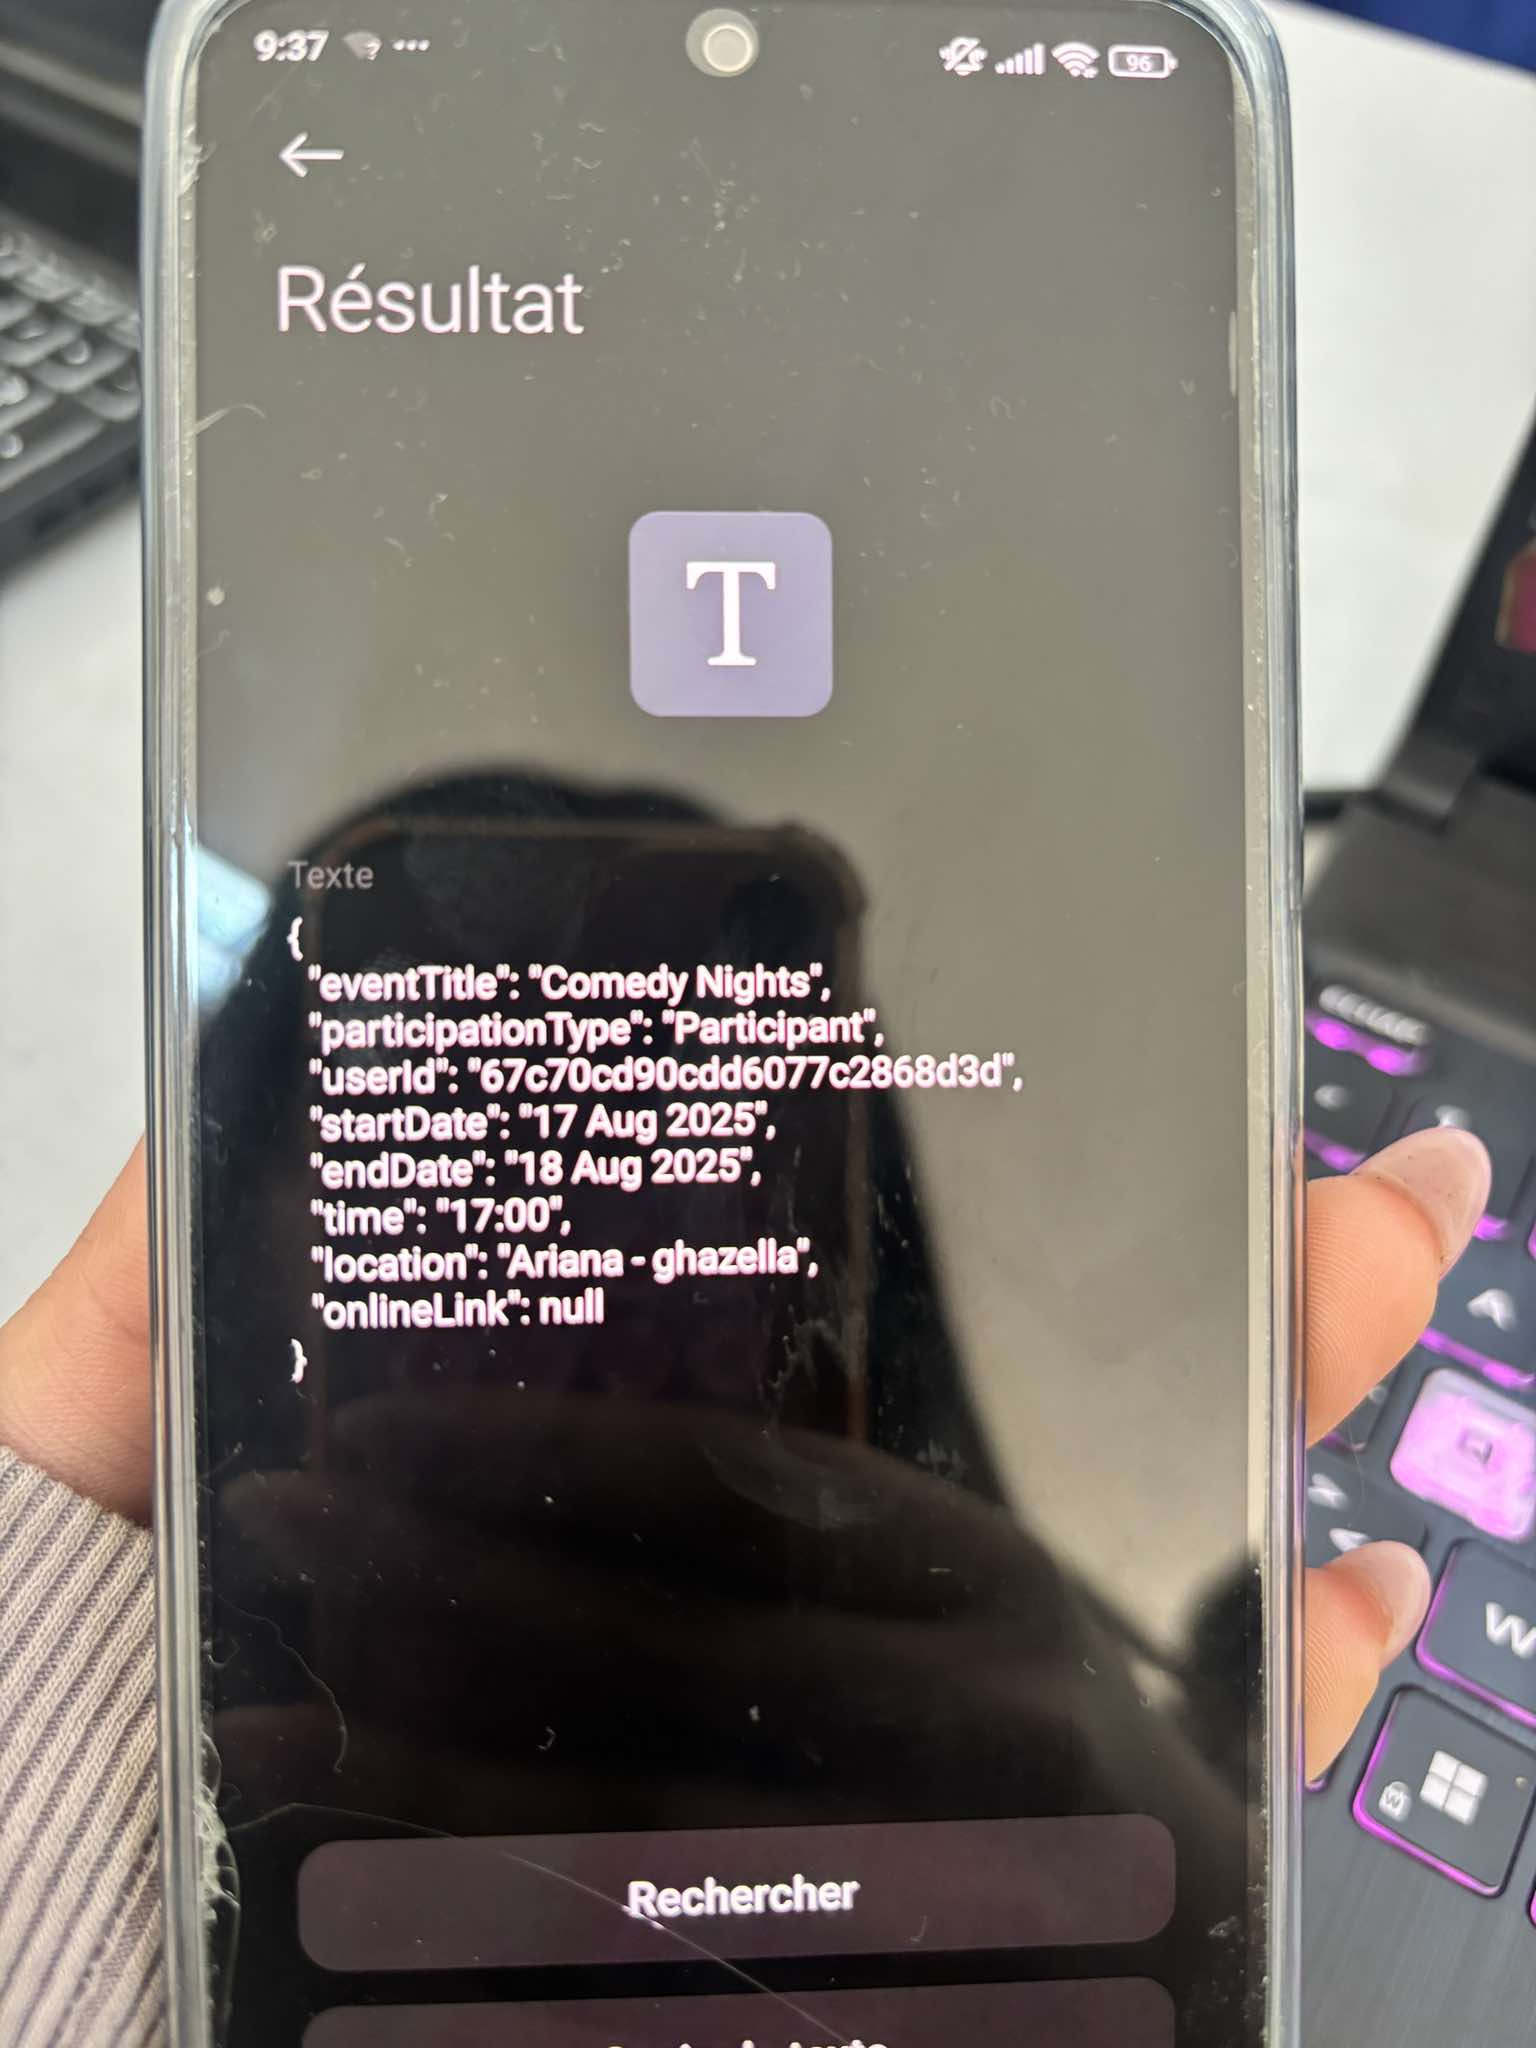 9:37
96
Résultat
T
Texte
{
"eventTitle": "Comedy Nights",
"participationType": "Participant",
"userId": "67c70cd90cdd6077c2868d3d",
"startDate": "17 Aug 2025",
"endDate": "18 Aug 2025",
"time": "17:00",
"location": "Ariana - ghazella",
"onlineLink": null
}
Rechercher
A
W